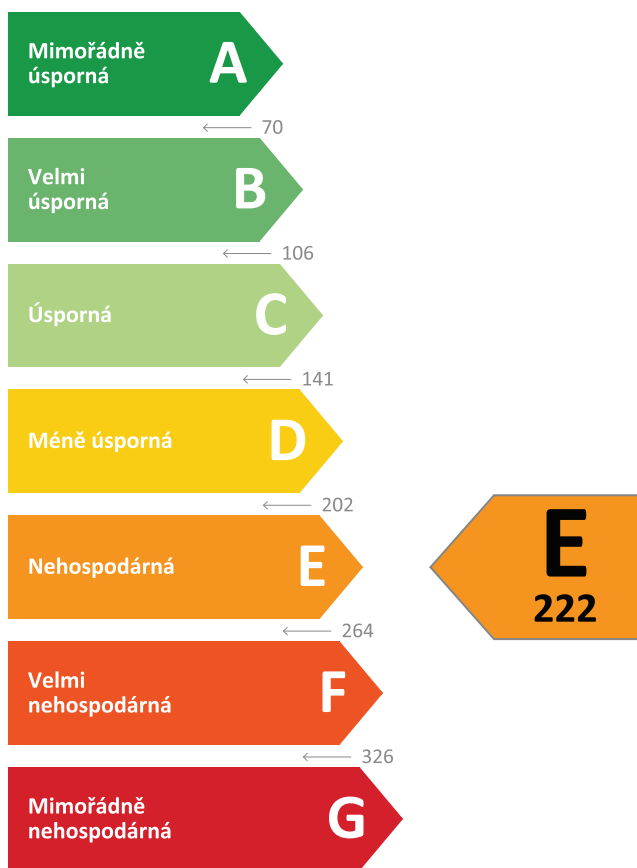 Mimořádně
úsporná
A
70
Velmi
úsporná
B
106
Úsporná
C
141
Méně úsporná
D
202
Nehospodárná
E
E
222
264
Velmi
nehospodárná
F
326
Mimořádně
nehospodárná
G